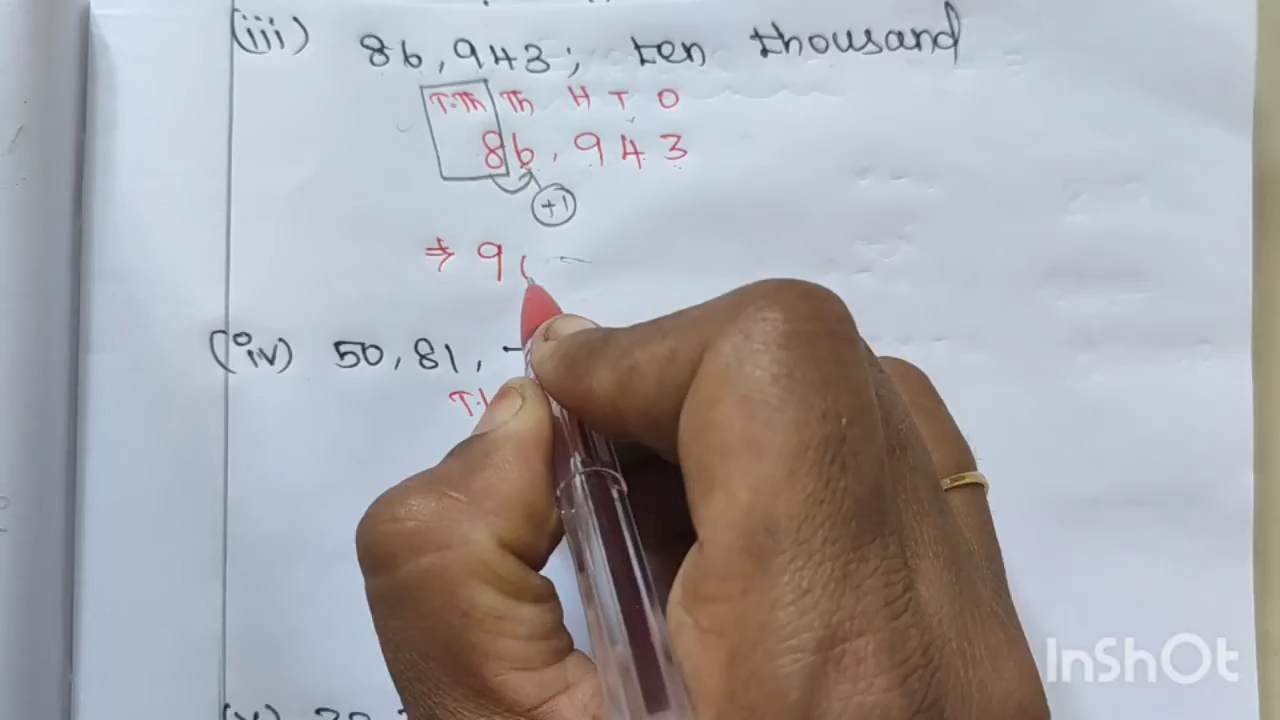 (iii) 86,943; ten thousand
T.Th Th H T O
86,943
+1
⇒ 9
(iv) 50,81,
InShOt